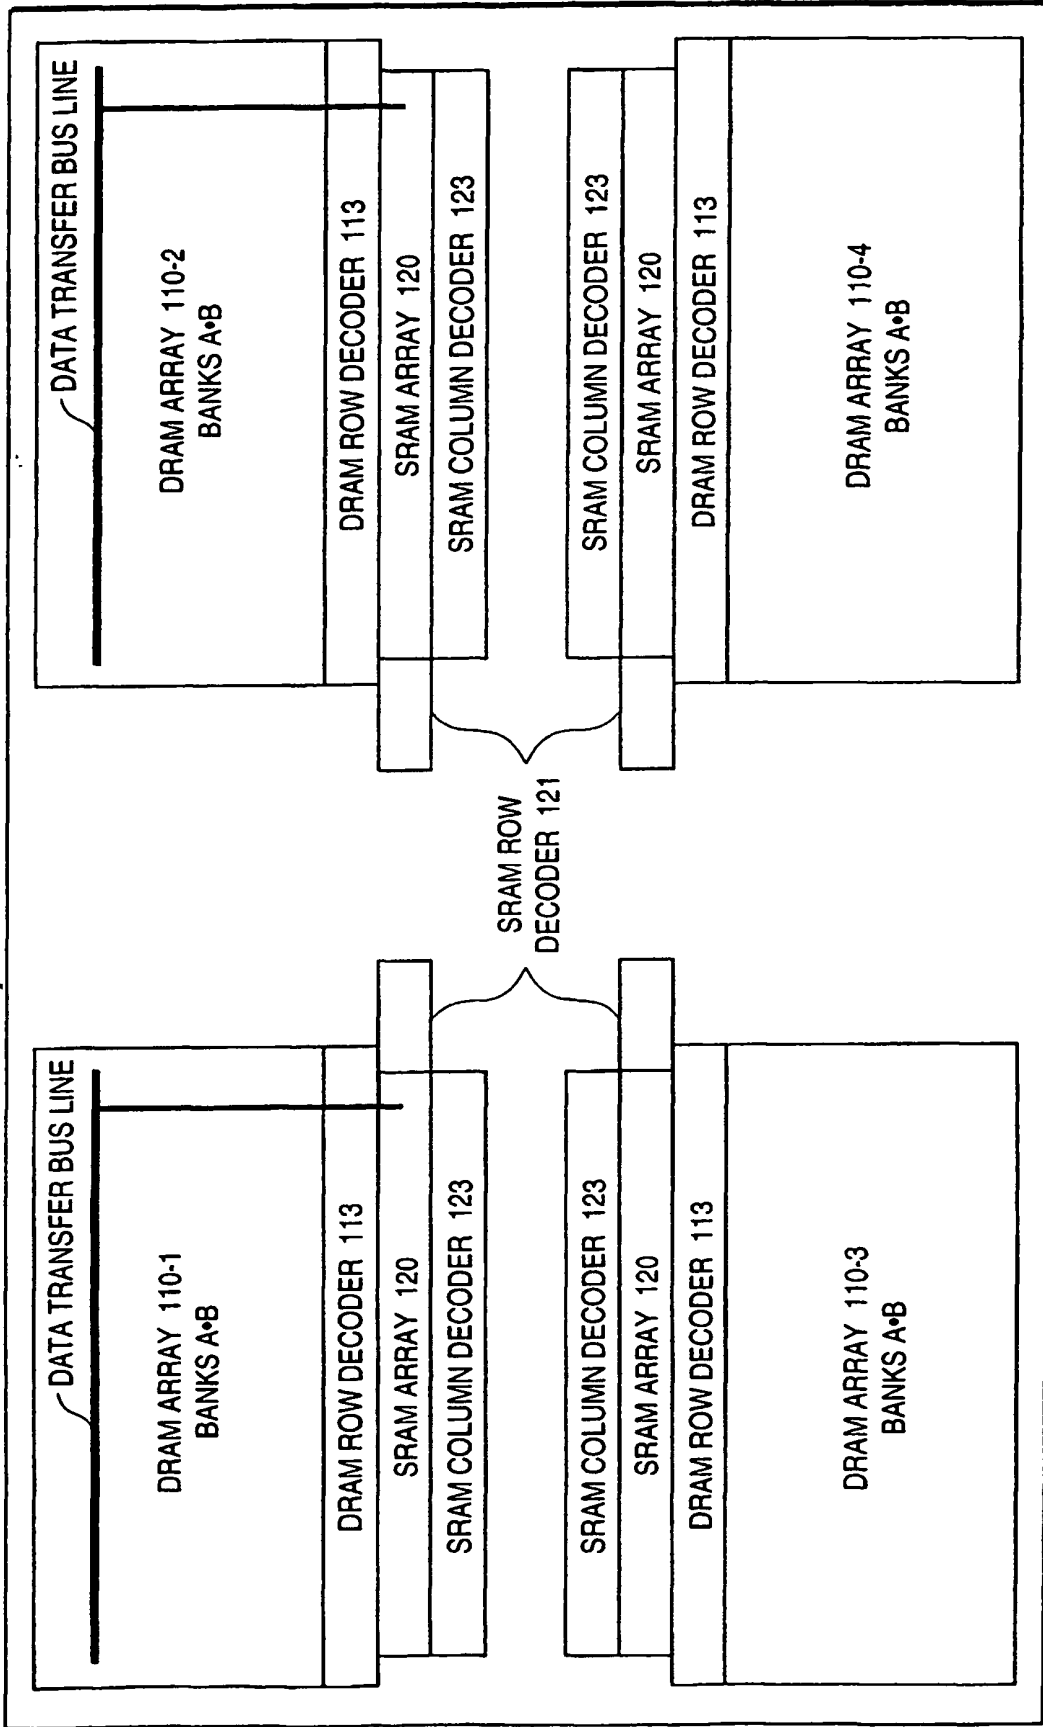 DATA TRANSFER BUS LINE
DRAM ARRAY 110-1
BANKS A•B
DRAM ROW DECODER 113
SRAM ARRAY 120
SRAM COLUMN DECODER 123
DATA TRANSFER BUS LINE
DRAM ARRAY 110-2
BANKS A•B
DRAM ROW DECODER 113
SRAM ARRAY 120
SRAM COLUMN DECODER 123
SRAM ROW
DECODER 121
SRAM COLUMN DECODER 123
SRAM ARRAY 120
DRAM ROW DECODER 113
DRAM ARRAY 110-3
BANKS A•B
SRAM COLUMN DECODER 123
SRAM ARRAY 120
DRAM ROW DECODER 113
DRAM ARRAY 110-4
BANKS A•B